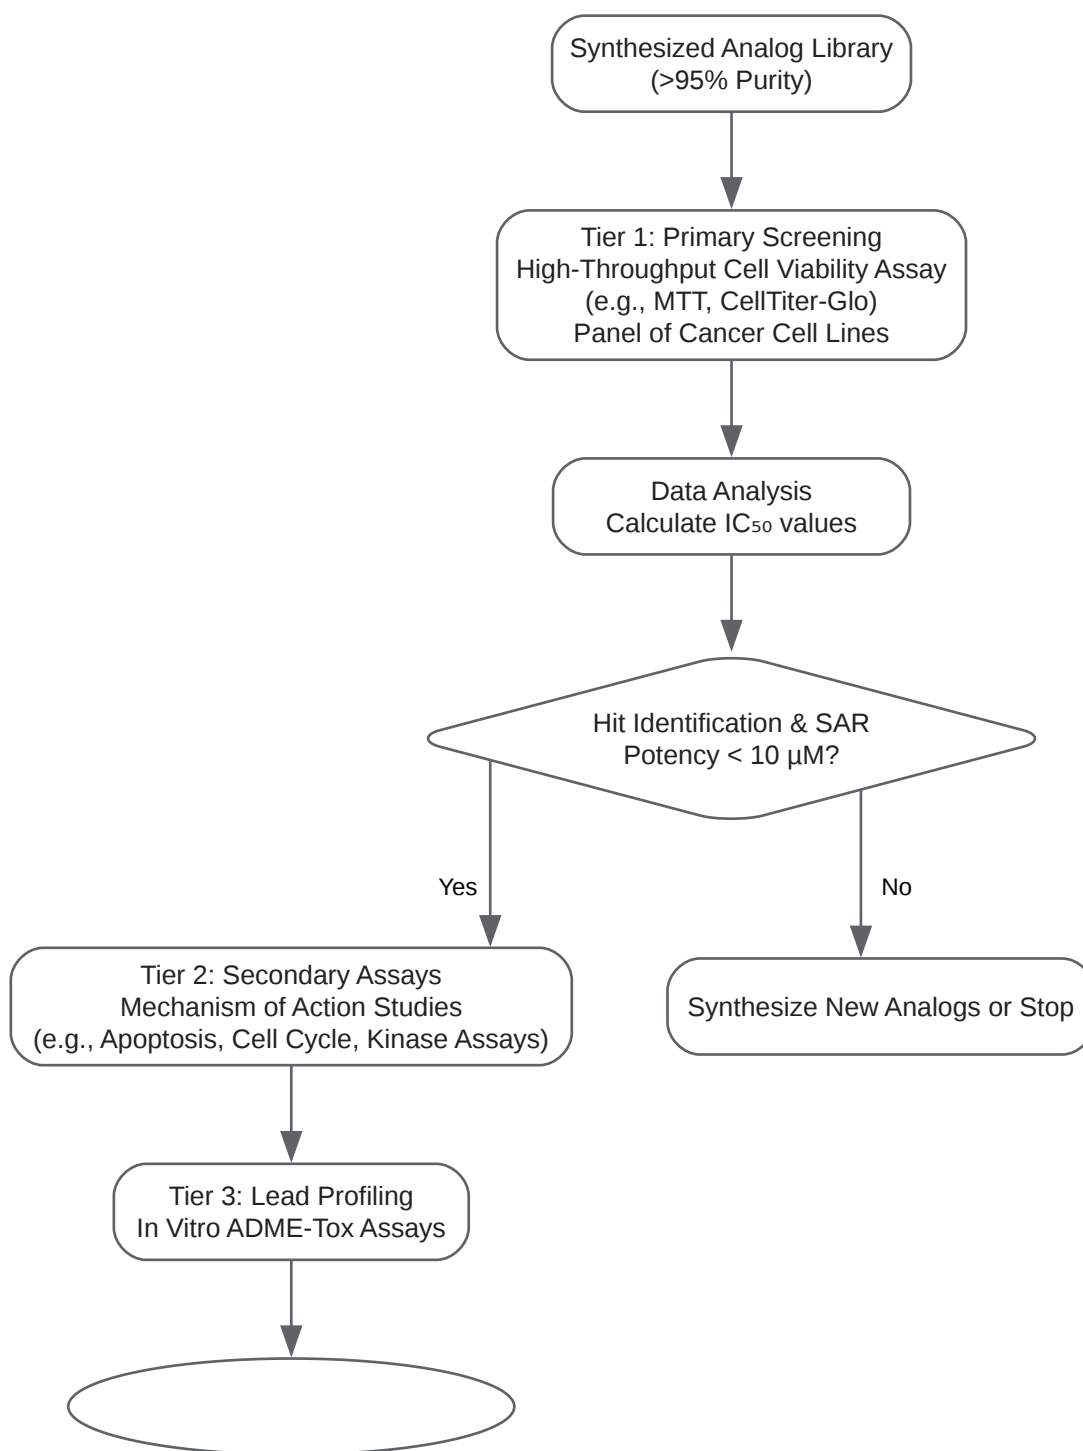 Synthesized Analog Library
(>95% Purity)
Tier 1: Primary Screening
High-Throughput Cell Viability Assay
(e.g., MTT, CellTiter-Glo)
Panel of Cancer Cell Lines
Data Analysis
Calculate IC₅₀ values
Hit Identification & SAR
Potency < 10 µM?
Yes
No
Tier 2: Secondary Assays
Mechanism of Action Studies
(e.g., Apoptosis, Cell Cycle, Kinase Assays)
Synthesize New Analogs or Stop
Tier 3: Lead Profiling
In Vitro ADME-Tox Assays